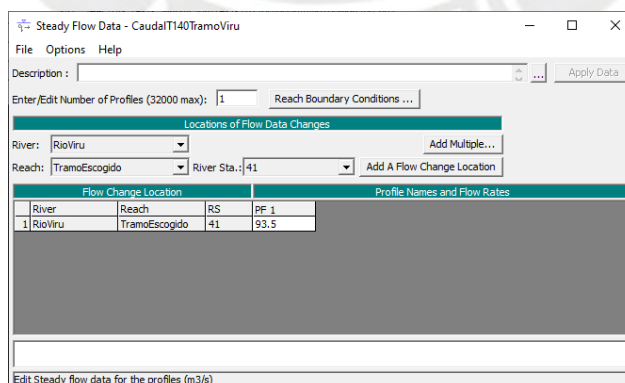 Steady Flow Data - CaudalT140TramoViru
File Options Help
Description : ... Apply Data
Enter/Edit Number of Profiles (32000 max): 1 Reach Boundary Conditions ...
Locations of Flow Data Changes
River: RioViru Add Multiple...
Reach: TramoEscogido River Sta.: 41 Add A Flow Change Location
Flow Change Location Profile Names and Flow Rates
River Reach RS PF 1
1 RioViru TramoEscogido 41 93.5
Edit Steady flow data for the profiles (m3/s)